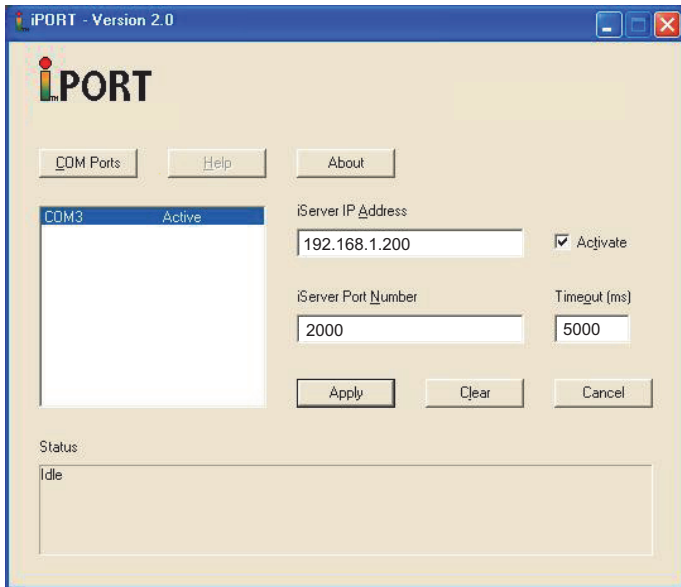 iPORT - Version 2.0
iPORT
TM
COM Ports Help About
COM3 Active
iServer IP Address
192.168.1.200
Activate
iServer Port Number
Timeout (ms)
2000
5000
Apply Clear Cancel
Status
Idle